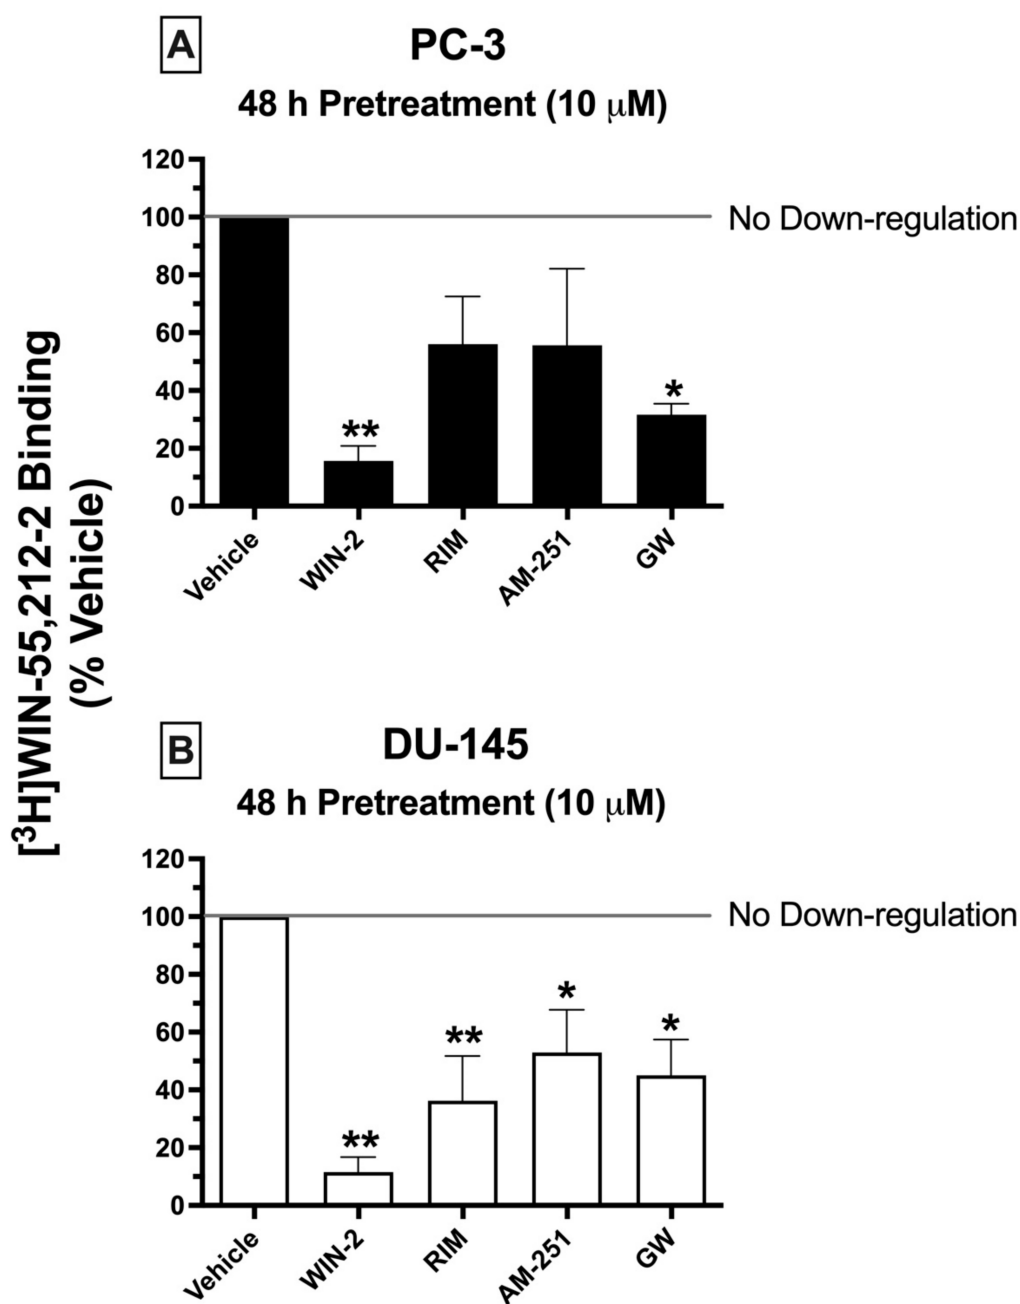 A
PC-3
48 h Pretreatment (10 μM)
120
100
80
60
40
20
0
No Down-regulation
**
*
Vehicle
WIN-2
RIM
AM-251
GW
[³H]WIN-55,212-2 Binding
(% Vehicle)
B
DU-145
48 h Pretreatment (10 μM)
120
100
80
60
40
20
0
No Down-regulation
**
**
*
*
Vehicle
WIN-2
RIM
AM-251
GW